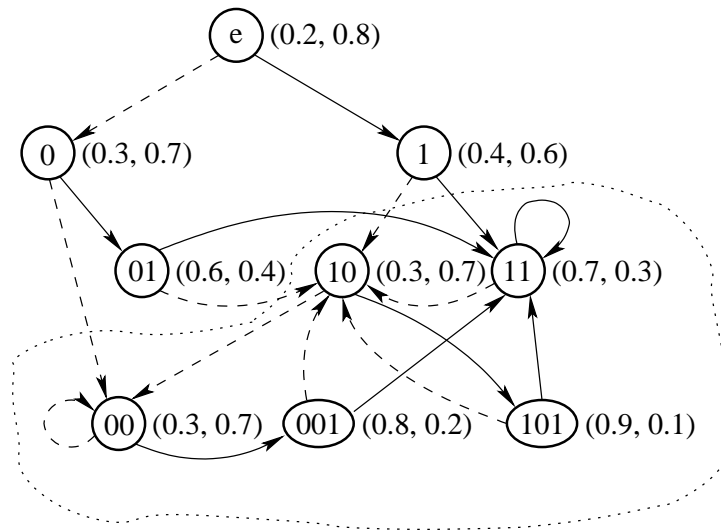 e (0.2, 0.8)
0 (0.3, 0.7) 1 (0.4, 0.6)
01 (0.6, 0.4) 10 (0.3, 0.7) 11 (0.7, 0.3)
00 (0.3, 0.7) 001 (0.8, 0.2) 101 (0.9, 0.1)